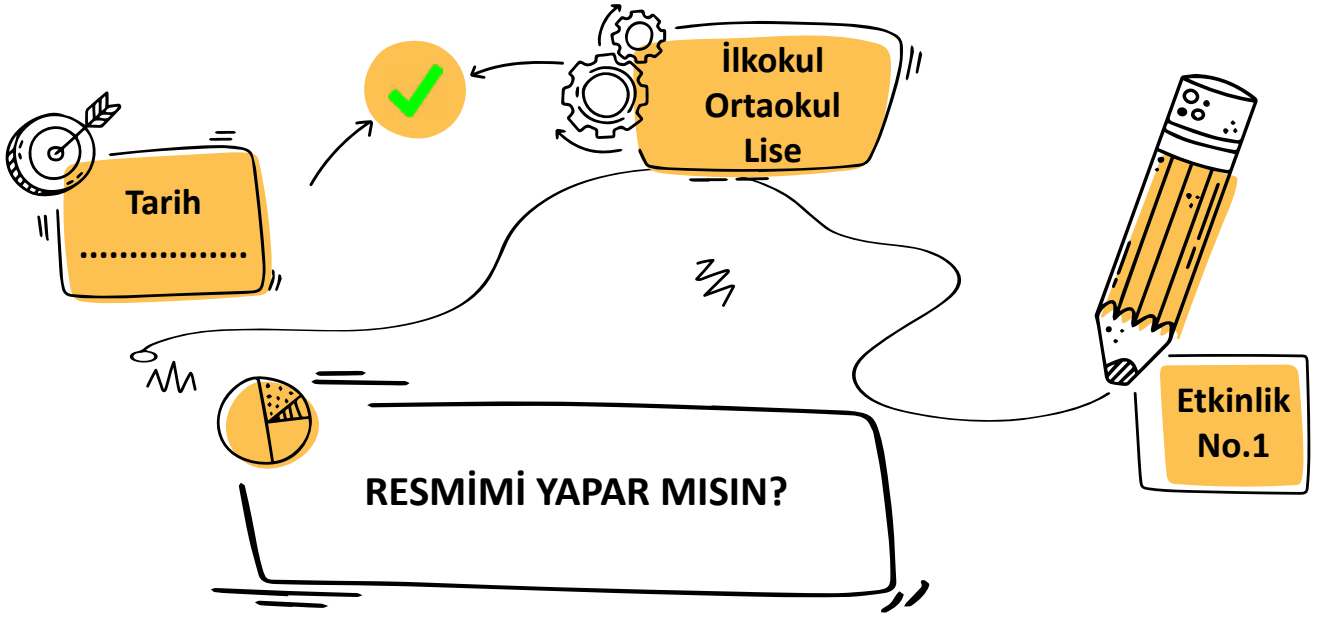 İlkokul
Ortaokul
Lise
Tarih
....................
RESMİMİ YAPAR MISIN?
Etkinlik
No.1